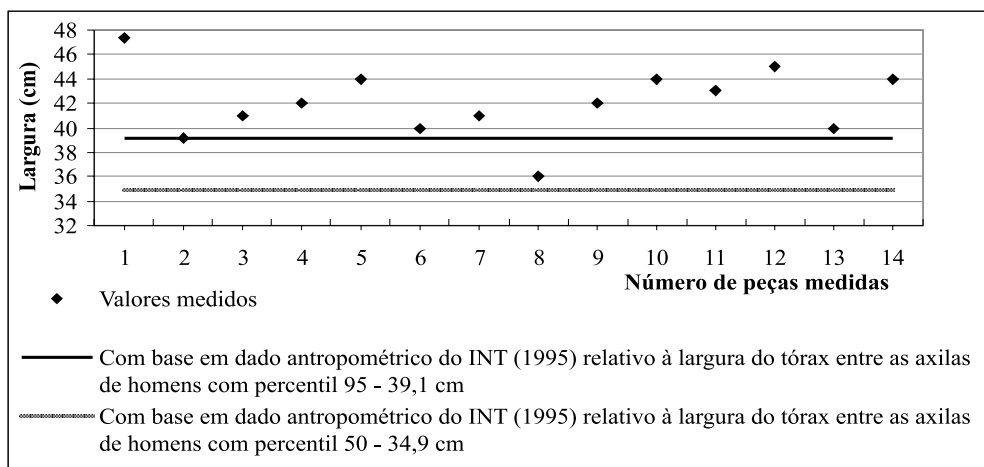 48
46
44
42
40
38
36
34
32
Largura (cm)
1 2 3 4 5 6 7 8 9 10 11 12 13 14
Número de peças medidas
Valores medidos
Com base em dado antropométrico do INT (1995) relativo à largura do tórax entre as axilas
de homens com percentil 95 - 39,1 cm
Com base em dado antropométrico do INT (1995) relativo à largura do tórax entre as axilas
de homens com percentil 50 - 34,9 cm